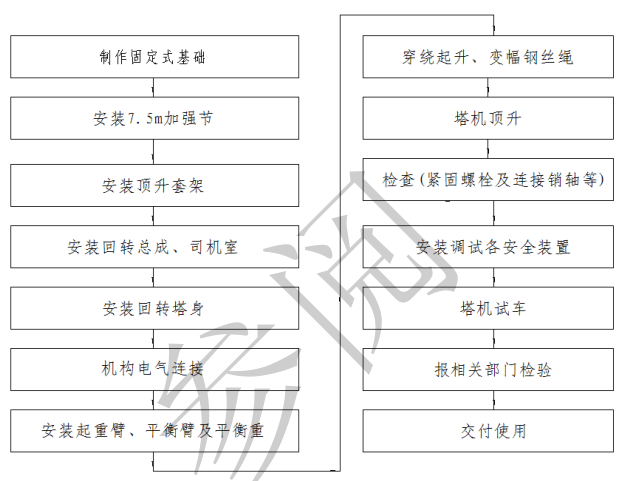 制作固定式基础
安装7.5m加强节
安装顶升套架
安装回转总成、司机室
安装回转塔身
机构电气连接
安装起重臂、平衡臂及平衡重
穿绕起升、变幅钢丝绳
塔机顶升
检查(紧固螺栓及连接销轴等)
安装调试各安全装置
塔机试车
报相关部门检验
交付使用
参阅